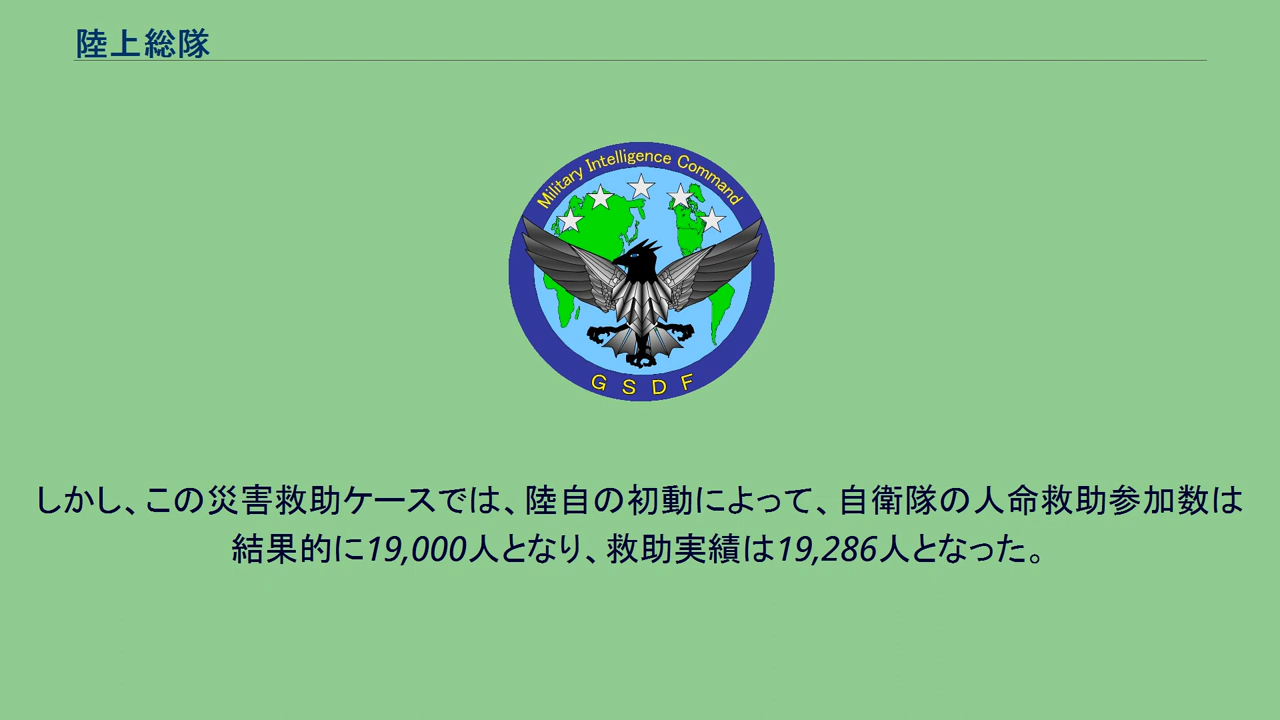 陸上総隊
Military Intelligence Command
GSDF
しかし、この災害救助ケースでは、陸自の初動によって、自衛隊の人命救助参加数は
結果的に19,000人となり、救助実績は19,286人となった。